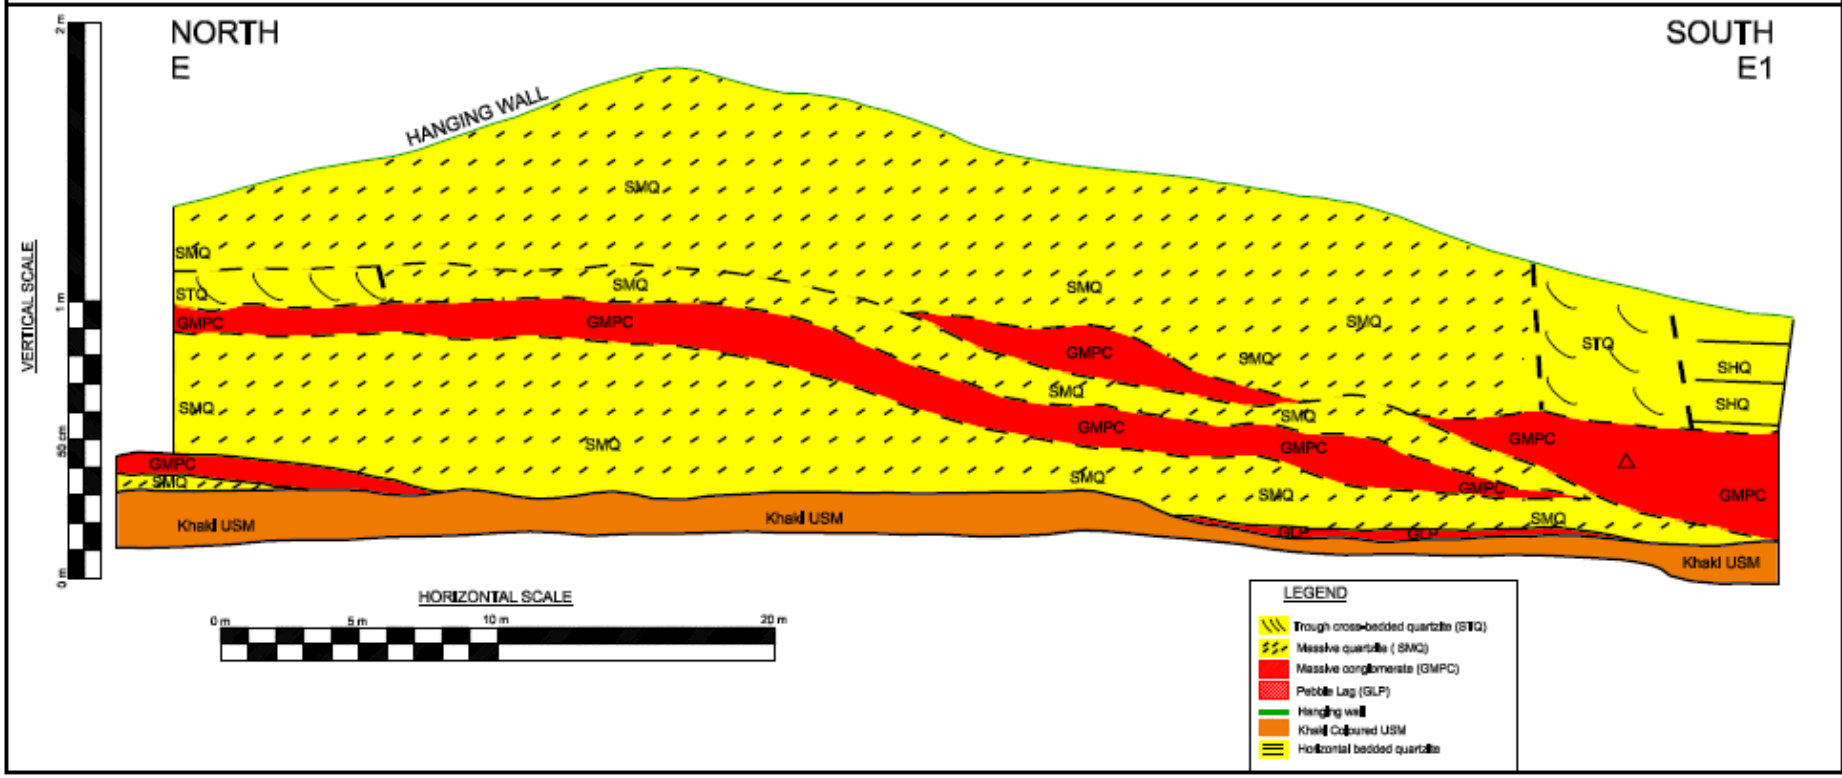 NORTH
E
SOUTH
E1
2 m
VERTICAL SCALE
1 m
50 cm
0 m
HANGING WALL
SMQ
SMQ
STQ
SMQ
SMQ
GMPC
GMPC
SMQ
GMPC
SMQ
STQ
SMQ
SHQ
SHQ
SMQ
SMQ
SMQ
GMPC
GMPC
GMPC
SMQ
SMQ
GMPC
SMQ
SMQ
GMPC
SMQ
GMPC
SMQ
GLP
GLP
Khaki USM
Khaki USM
Khaki USM
HORIZONTAL SCALE
0 m 5 m 10 m 20 m
LEGEND
Trough cross-bedded quartzite (STQ)
Massive quartzite ( SMQ)
Massive conglomerate (GMPC)
Pebble Lag (GLP)
Hanging wall
Khaki Coloured USM
Horizontal bedded quartzite